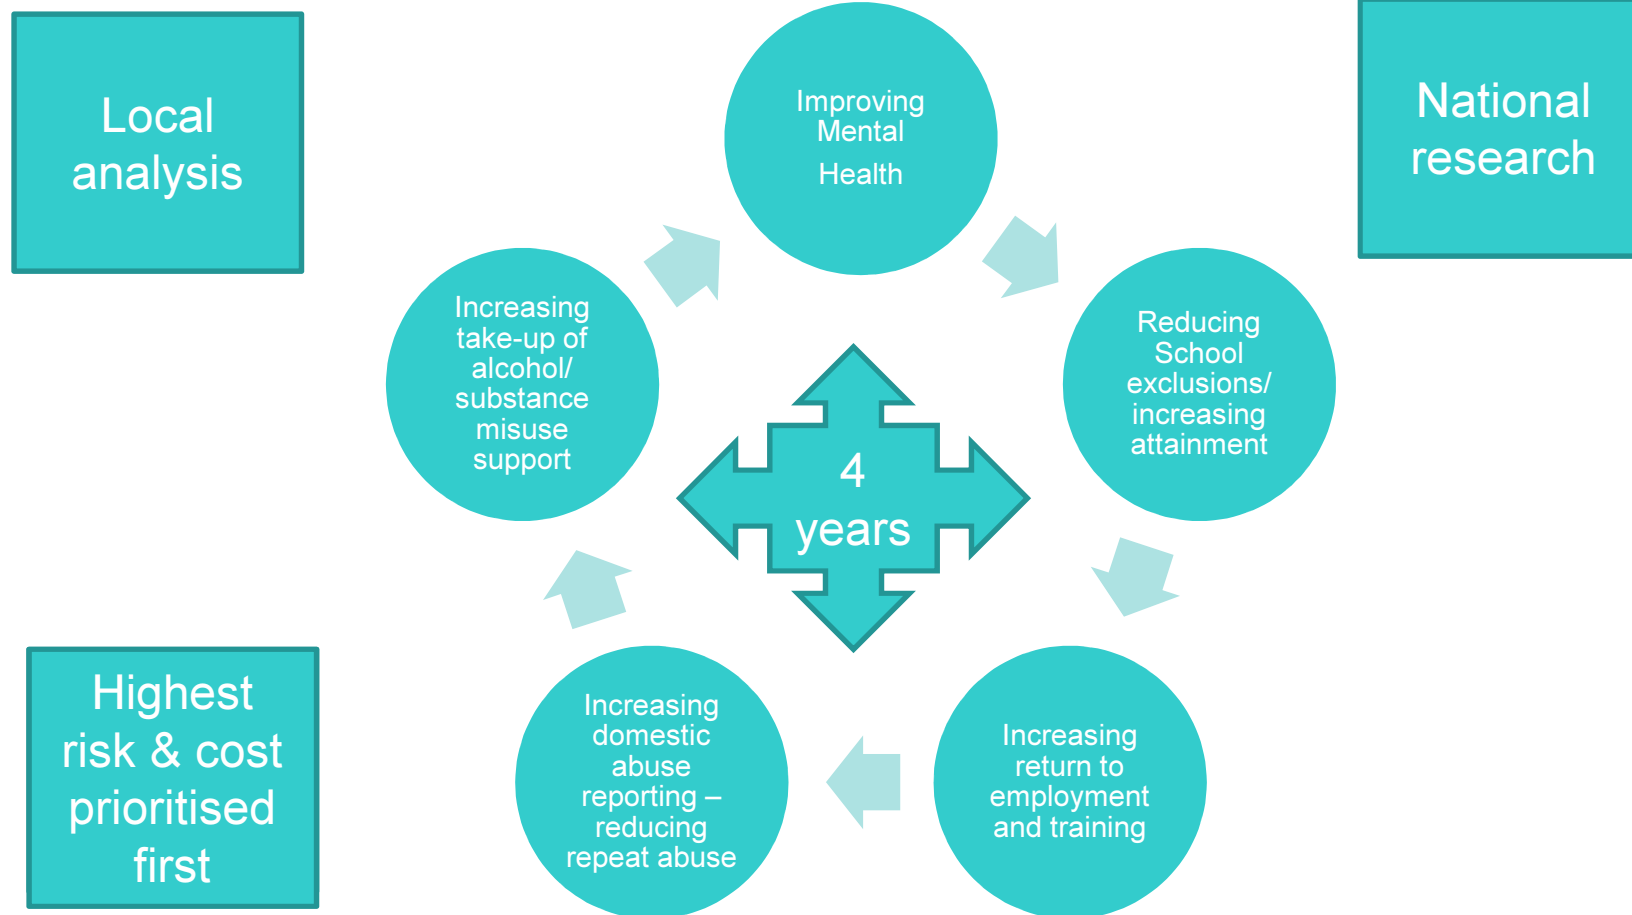 Local
analysis
Improving
Mental
Health
National
research
Increasing
take-up of
alcohol/
substance
misuse
support
Reducing
School
exclusions/
increasing
attainment
4
years
Highest
risk & cost
prioritised
first
Increasing
domestic
abuse
reporting –
reducing
repeat abuse
Increasing
return to
employment
and training